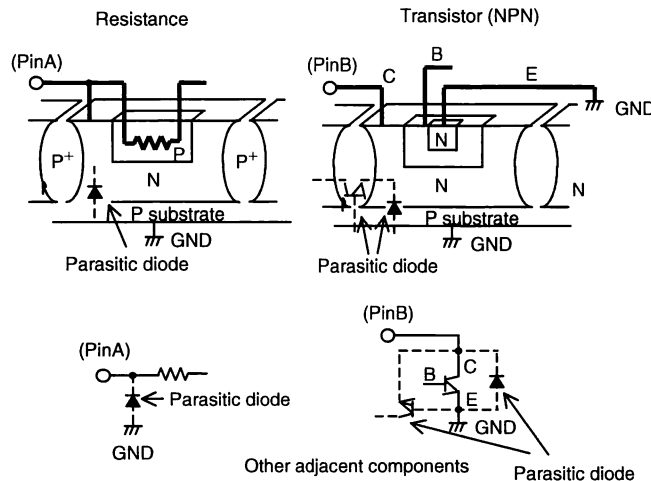 Resistance
(PinA)
P+
P
P+
N
P substrate
GND
Parasitic diode
Transistor (NPN)
(PinB)
C
B
E
GND
N
N
N
P substrate
GND
Parasitic diode
(PinA)
Parasitic diode
GND
(PinB)
C
B
E
GND
Other adjacent components
Parasitic diode